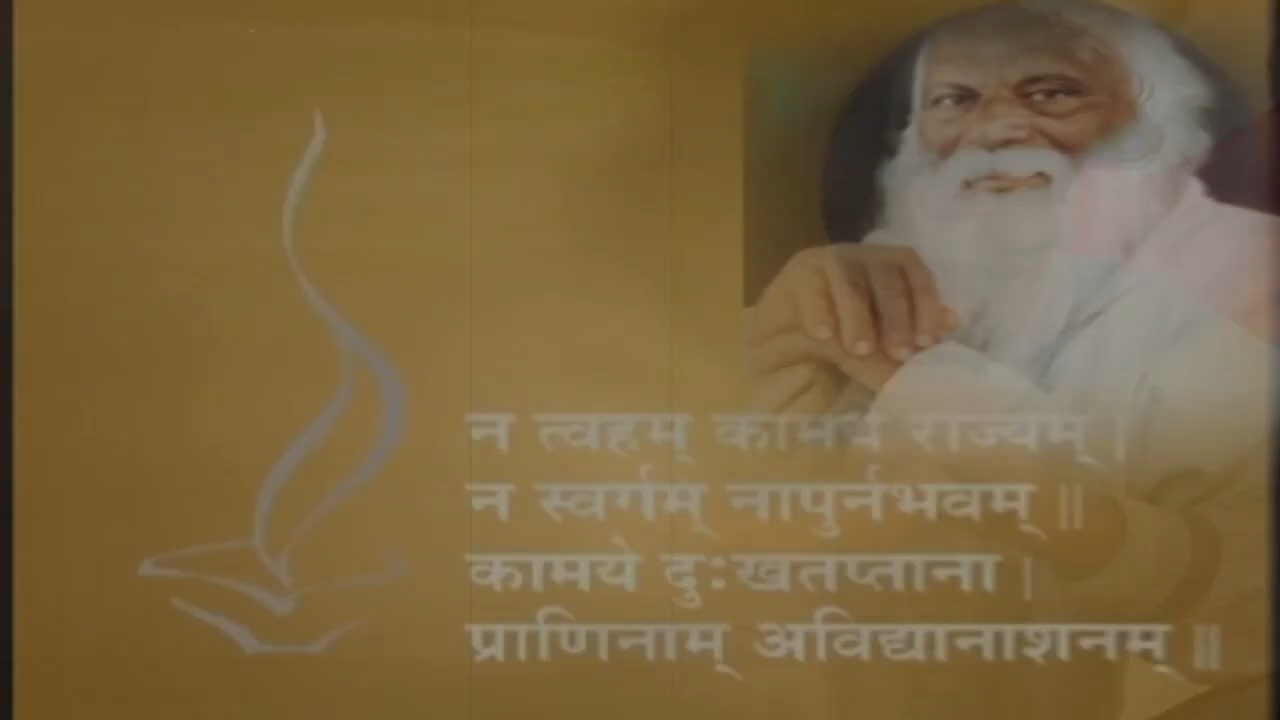 न त्वहम् कामये राज्यम् |
न स्वर्गम् नापुर्नभवम् ||
कामये दुःखतप्ताना |
प्राणिनाम् अविद्यानाशनम् ||